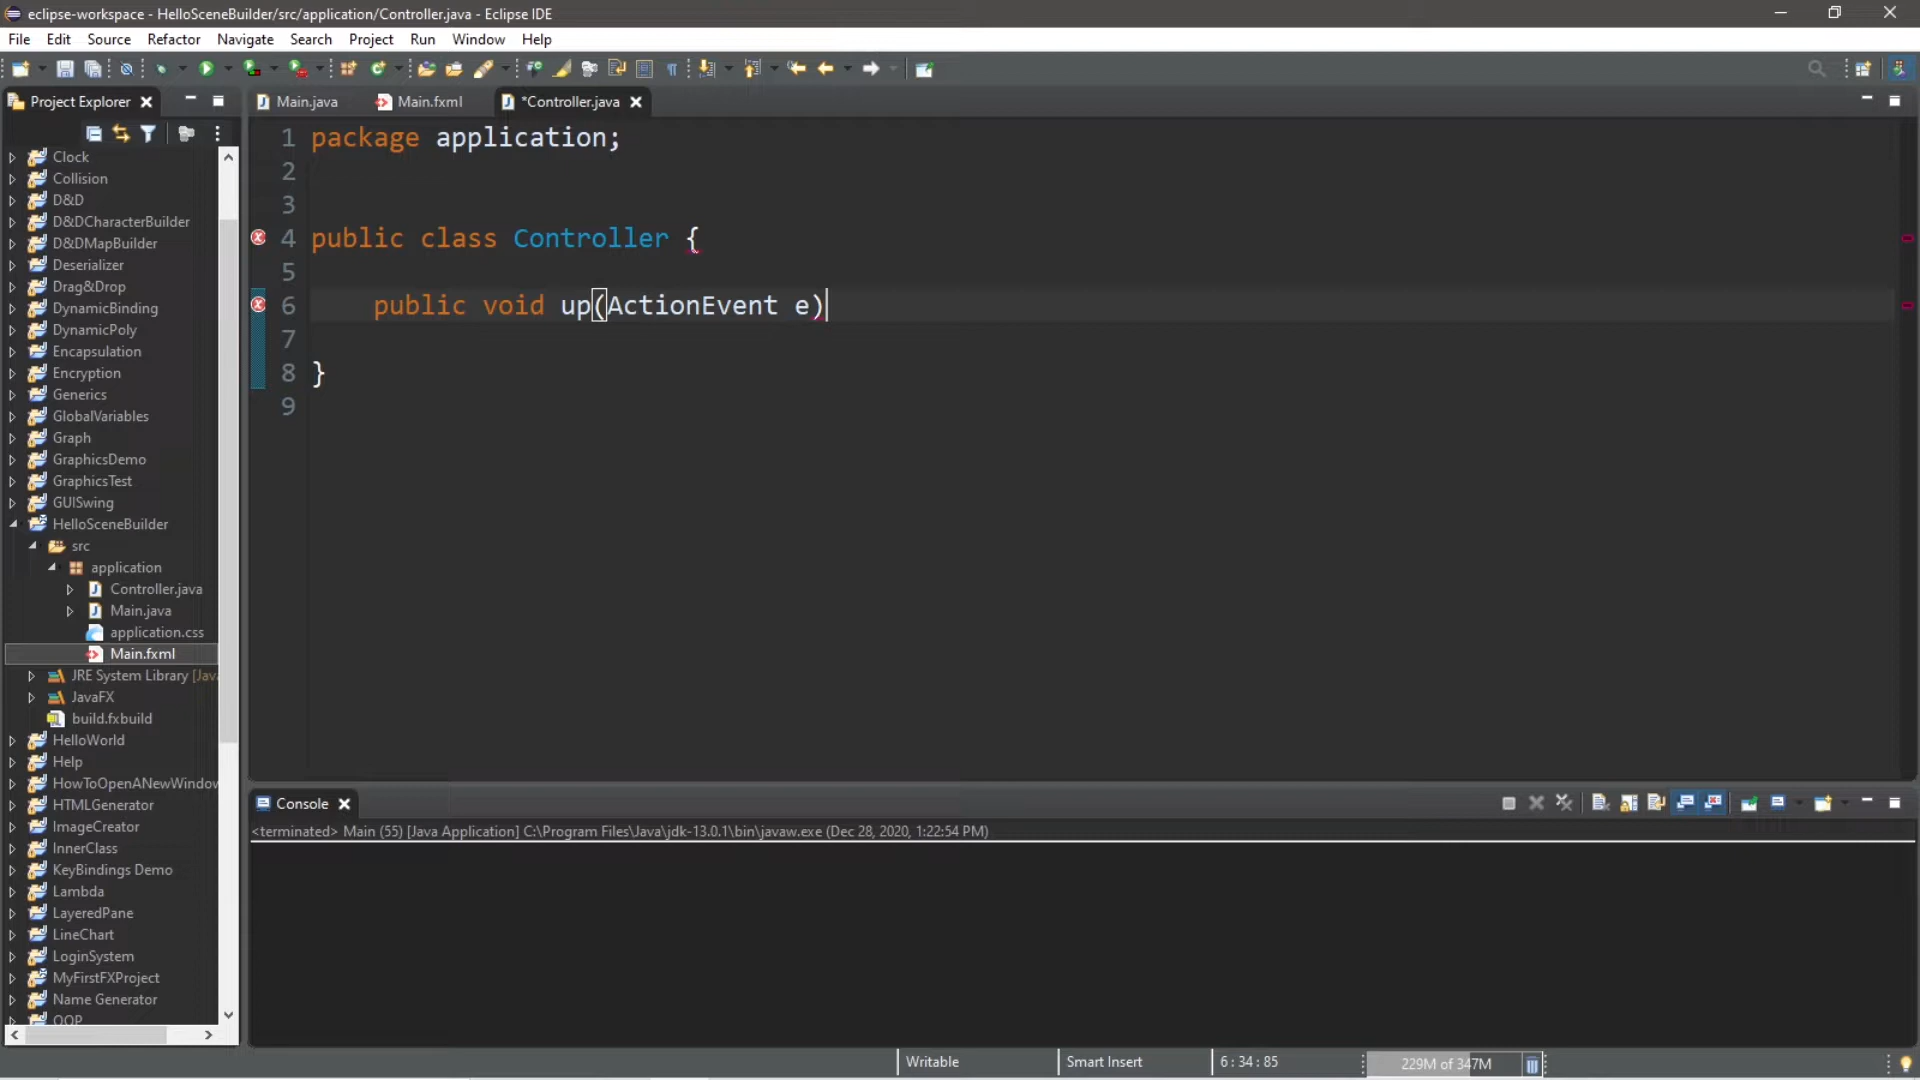 eclipse-workspace - HelloSceneBuilder/src/application/Controller.java - Eclipse IDE
File Edit Source Refactor Navigate Search Project Run Window Help
Project Explorer
Main.java Main.fxml *Controller.java
Clock
Collision
D&D
D&DCharacterBuilder
D&DMapBuilder
Deserializer
Drag&Drop
DynamicBinding
DynamicPoly
Encapsulation
Encryption
Generics
GlobalVariables
Graph
GraphicsDemo
GraphicsTest
GUISwing
HelloSceneBuilder
src
application
Controller.java
Main.java
application.css
Main.fxml
JRE System Library [Java
JavaFX
build.fxbuild
HelloWorld
Help
HowToOpenANewWindow
HTMLGenerator
ImageCreator
InnerClass
KeyBindings Demo
Lambda
LayeredPane
LineChart
LoginSystem
MyFirstFXProject
Name Generator
OOP
1 package application;
2
3
4 public class Controller {
5
6 public void up(ActionEvent e)
7
8 }
9
Console
<terminated> Main (55) [Java Application] C:\Program Files\Java\jdk-13.0.1\bin\javaw.exe (Dec 28, 2020, 1:22:54 PM)
Writable Smart Insert 6 : 34 : 85 229M of 347M